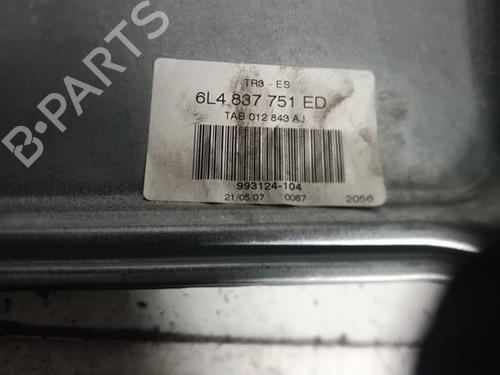 TR3 - ES
6L4 837 751 ED
TAB 012 843 AJ
993124-104
21/05/07 0087 2056
B-PARTS